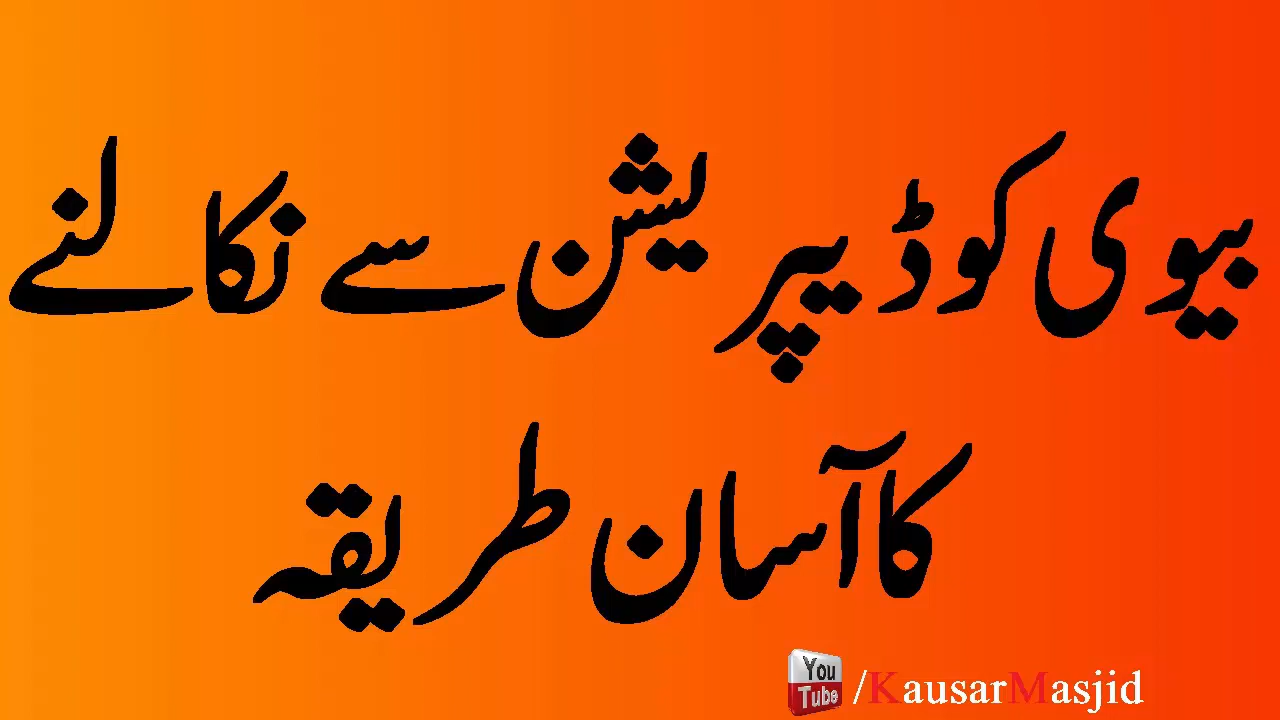 بیوی کو ڈیپریشن سے نکالنے
کا آسان طریقہ
You
Tube /KausarMasjid